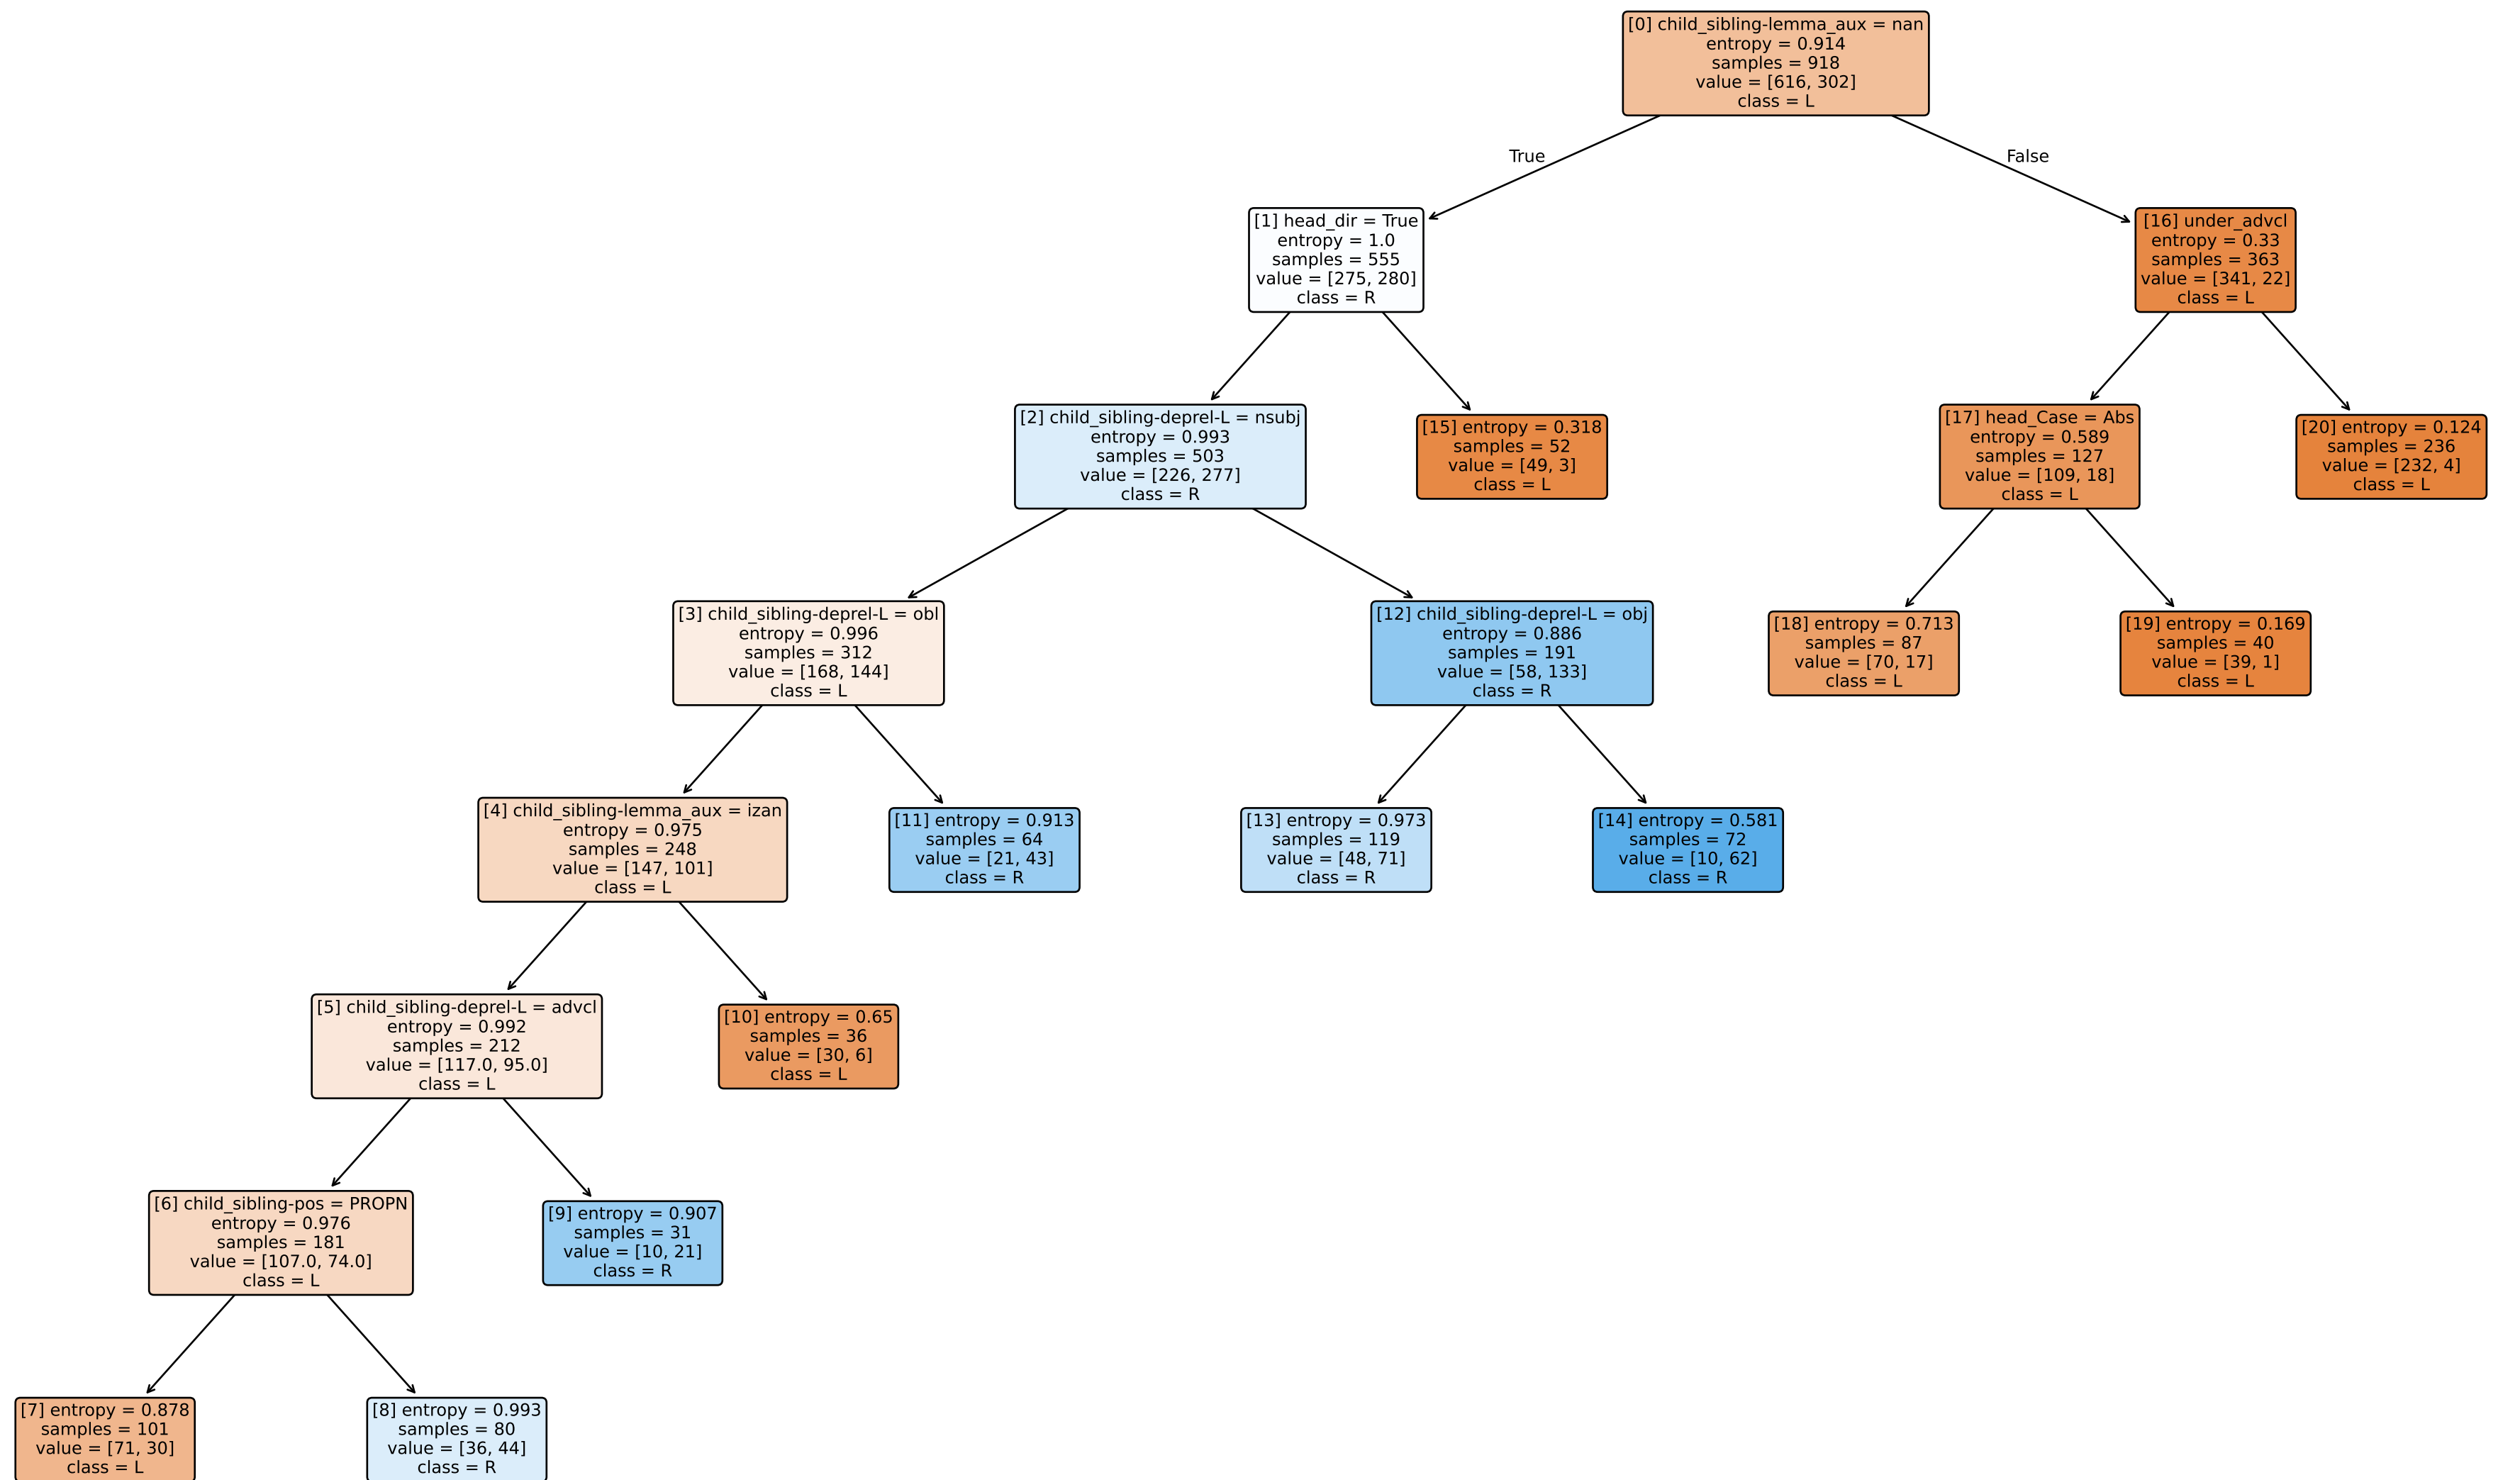 [0] child_sibling-lemma_aux = nan
entropy = 0.914
samples = 918
value = [616, 302]
class = L
True
False
[1] head_dir = True
entropy = 1.0
samples = 555
value = [275, 280]
class = R
[16] under_advcl
entropy = 0.33
samples = 363
value = [341, 22]
class = L
[2] child_sibling-deprel-L = nsubj
entropy = 0.993
samples = 503
value = [226, 277]
class = R
[15] entropy = 0.318
samples = 52
value = [49, 3]
class = L
[17] head_Case = Abs
entropy = 0.589
samples = 127
value = [109, 18]
class = L
[20] entropy = 0.124
samples = 236
value = [232, 4]
class = L
[3] child_sibling-deprel-L = obl
entropy = 0.996
samples = 312
value = [168, 144]
class = L
[12] child_sibling-deprel-L = obj
entropy = 0.886
samples = 191
value = [58, 133]
class = R
[18] entropy = 0.713
samples = 87
value = [70, 17]
class = L
[19] entropy = 0.169
samples = 40
value = [39, 1]
class = L
[4] child_sibling-lemma_aux = izan
entropy = 0.975
samples = 248
value = [147, 101]
class = L
[11] entropy = 0.913
samples = 64
value = [21, 43]
class = R
[13] entropy = 0.973
samples = 119
value = [48, 71]
class = R
[14] entropy = 0.581
samples = 72
value = [10, 62]
class = R
[5] child_sibling-deprel-L = advcl
entropy = 0.992
samples = 212
value = [117.0, 95.0]
class = L
[10] entropy = 0.65
samples = 36
value = [30, 6]
class = L
[6] child_sibling-pos = PROPN
entropy = 0.976
samples = 181
value = [107.0, 74.0]
class = L
[9] entropy = 0.907
samples = 31
value = [10, 21]
class = R
[7] entropy = 0.878
samples = 101
value = [71, 30]
class = L
[8] entropy = 0.993
samples = 80
value = [36, 44]
class = R